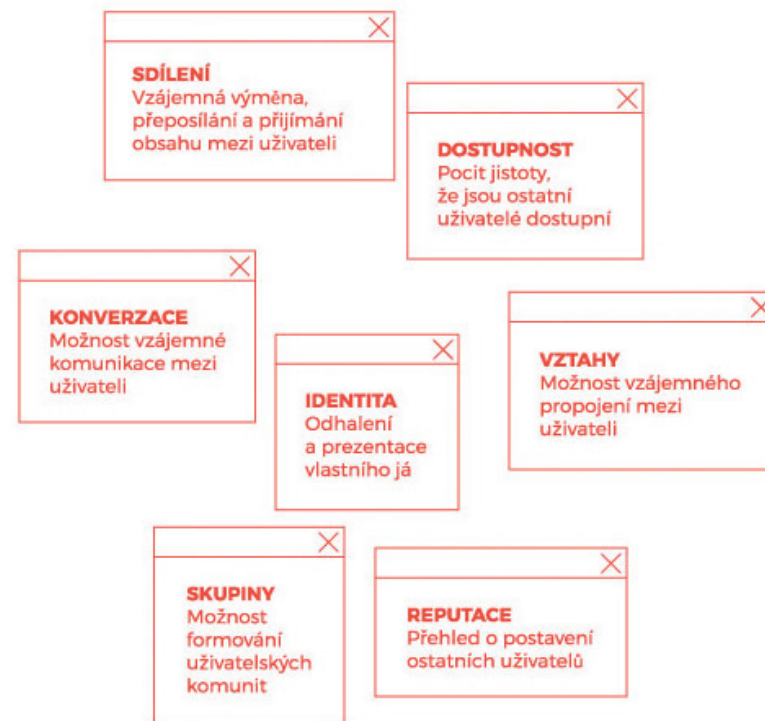 SDÍLENÍ
Vzájemná výměna,
přeposílání a přijímání
obsahu mezi uživateli
DOSTUPNOST
Pocit jistoty,
že jsou ostatní
uživatelé dostupní
KONVERZACE
Možnost vzájemné
komunikace mezi
uživateli
IDENTITA
Odhalení
a prezentace
vlastního já
VZTAHY
Možnost vzájemného
propojení mezi
uživateli
SKUPINY
Možnost
formování
uživatelských
komunit
REPUTACE
Přehled o postavení
ostatních uživatelů